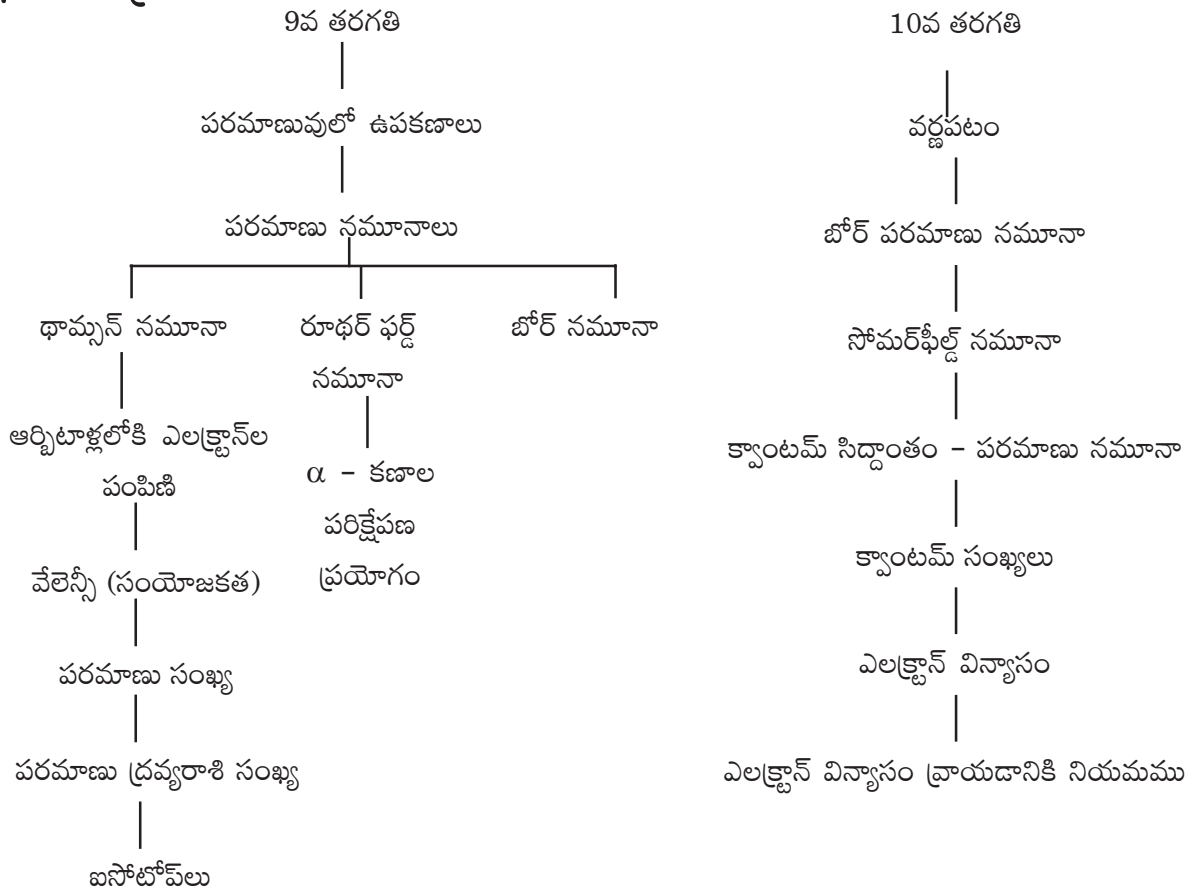 9వ తరగతి
పరమాణువులో ఉపకణాలు
పరమాణు నమూనాలు
థామ్సన్ నమూనా
రూథర్ ఫర్డ్
నమూనా
బోర్ నమూనా
ఆర్బిటాళ్లలోకి ఎలక్ట్రాన్‌ల
పంపిణి
α - కణాల
పరిక్షేపణ
ప్రయోగం
వేలెన్సీ (సంయోజకత)
పరమాణు సంఖ్య
పరమాణు ద్రవ్యరాశి సంఖ్య
ఐసోటోప్‌లు
10వ తరగతి
వర్ణపటం
బోర్ పరమాణు నమూనా
సోమర్‌ఫీల్డ్ నమూనా
క్వాంటమ్ సిద్దాంతం - పరమాణు నమూనా
క్వాంటమ్ సంఖ్యలు
ఎలక్ట్రాన్ విన్యాసం
ఎలక్ట్రాన్ విన్యాసం వ్రాయడానికి నియమము